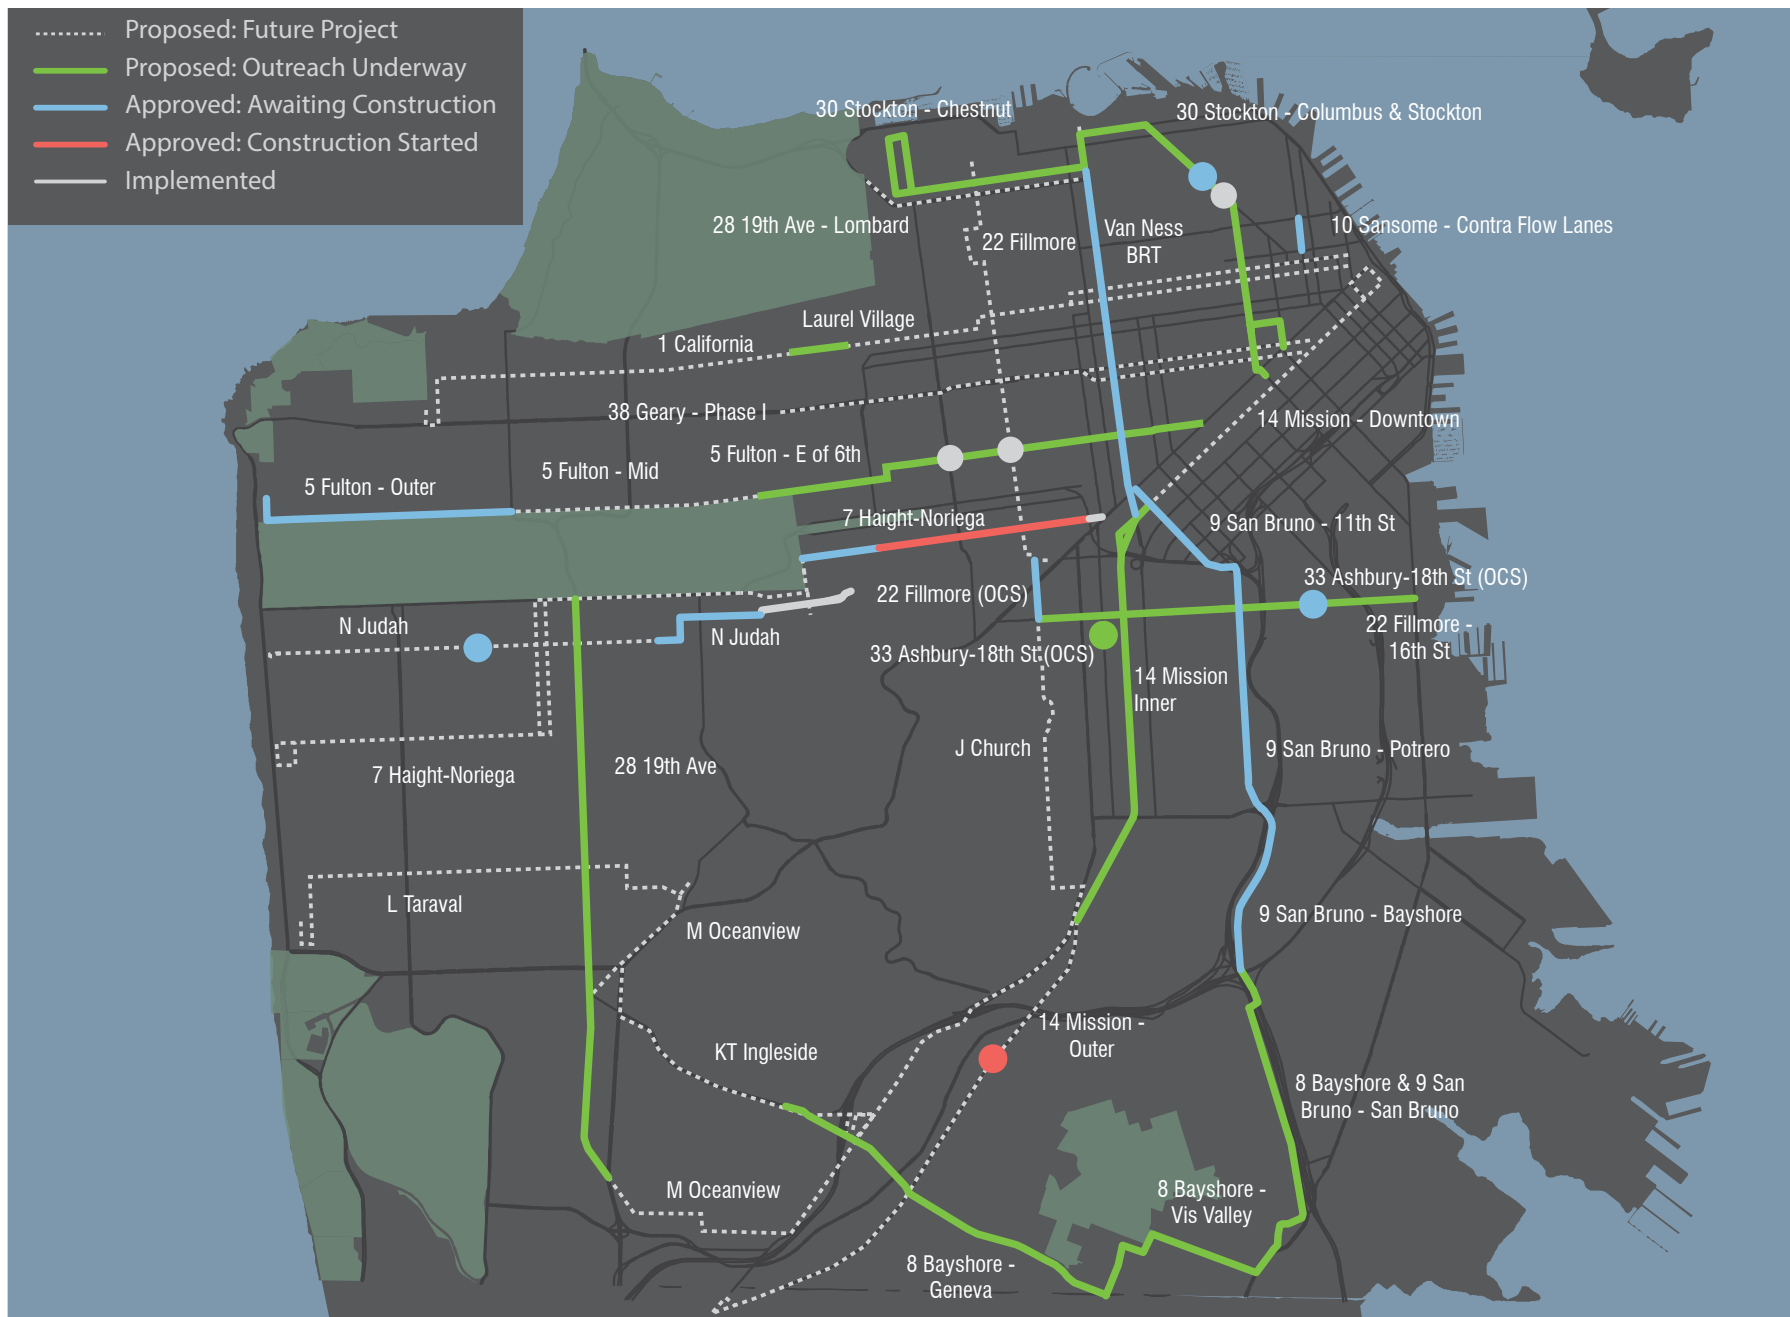 Proposed: Future Project
Proposed: Outreach Underway
Approved: Awaiting Construction
Approved: Construction Started
Implemented
30 Stockton - Chestnut
30 Stockton - Columbus & Stockton
28 19th Ave - Lombard
22 Fillmore
Van Ness
BRT
10 Sansome - Contra Flow Lanes
Laurel Village
1 California
38 Geary - Phase I
14 Mission - Downtown
5 Fulton - E of 6th
5 Fulton - Mid
5 Fulton - Outer
7 Haight-Noriega
9 San Bruno - 11th St
33 Ashbury-18th St (OCS)
22 Fillmore (OCS)
N Judah
N Judah
22 Fillmore -
16th St
33 Ashbury-18th St (OCS)
14 Mission
Inner
J Church
9 San Bruno - Potrero
28 19th Ave
7 Haight-Noriega
L Taraval
M Oceanview
9 San Bruno - Bayshore
14 Mission -
Outer
KT Ingleside
8 Bayshore & 9 San
Bruno - San Bruno
M Oceanview
8 Bayshore -
Vis Valley
8 Bayshore -
Geneva